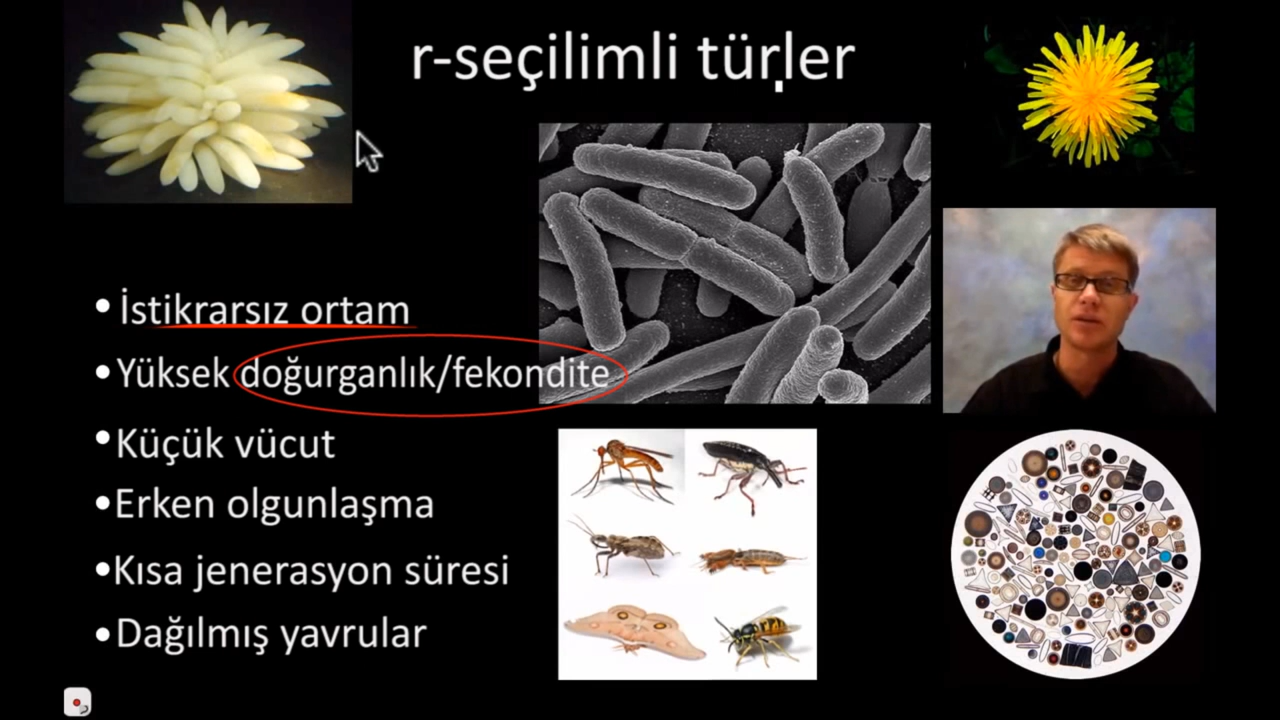 r-seçilimli türler
• İstikrarsız ortam
• Yüksek doğurganlık/fekondite
• Küçük vücut
• Erken olgunlaşma
• Kısa jenerasyon süresi
• Dağılmış yavrular